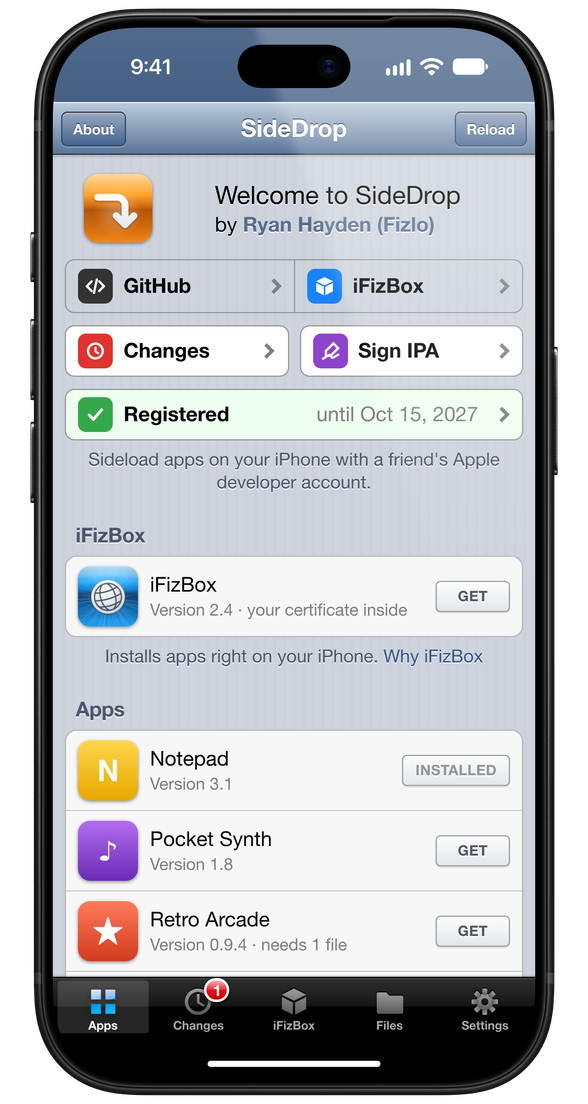 9:41
About
SideDrop
Reload
Welcome to SideDrop
by Ryan Hayden (Fizlo)
GitHub
iFizBox
Changes
Sign IPA
Registered
until Oct 15, 2027
Sideload apps on your iPhone with a friend's Apple
developer account.
iFizBox
iFizBox
Version 2.4 · your certificate inside
GET
Installs apps right on your iPhone. Why iFizBox
Apps
N
Notepad
Version 3.1
INSTALLED
Pocket Synth
Version 1.8
GET
Retro Arcade
Version 0.9.4 · needs 1 file
GET
Apps
1
Changes
iFizBox
Files
Settings